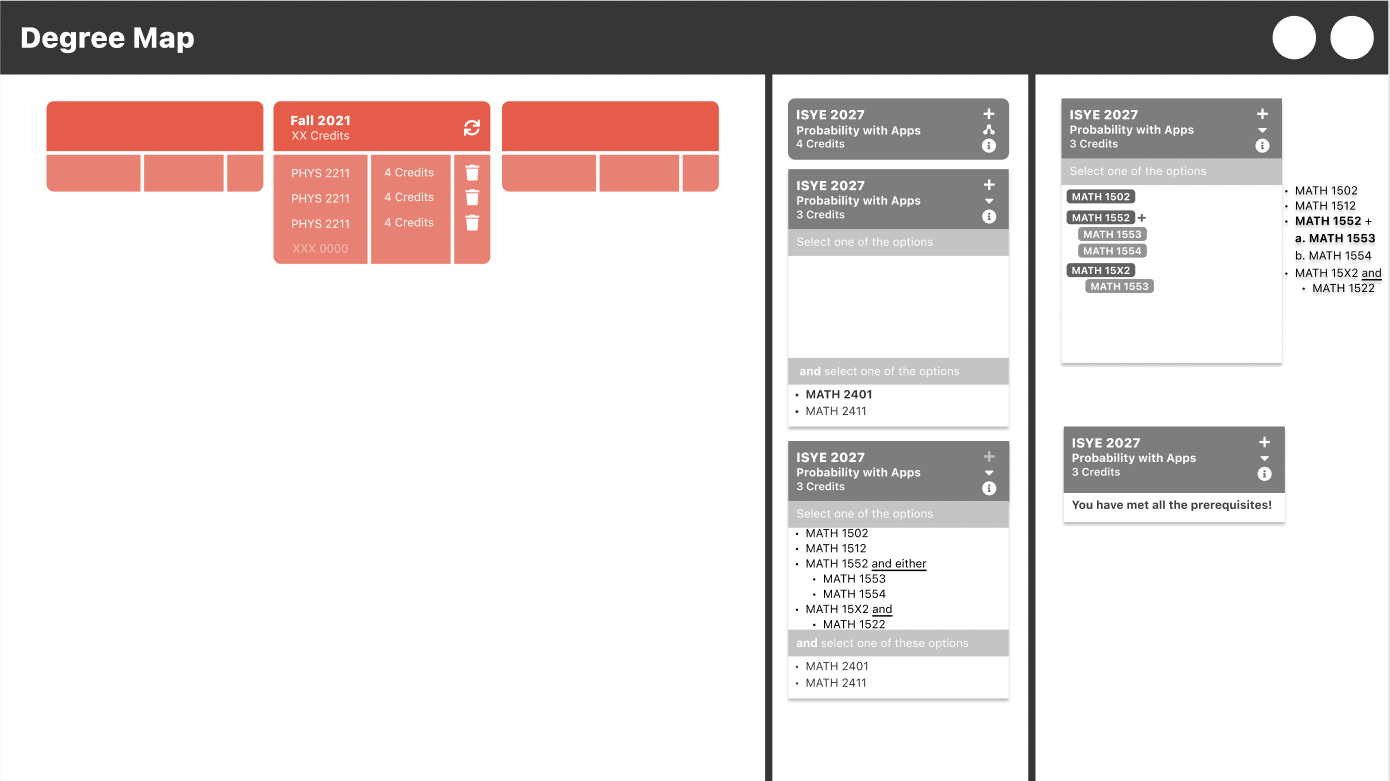 Degree Map
Fall 2021
XX Credits
PHYS 2211 4 Credits
PHYS 2211 4 Credits
PHYS 2211 4 Credits
XXX 0000
ISYE 2027
Probability with Apps
4 Credits
ISYE 2027
Probability with Apps
3 Credits
Select one of the options
and select one of the options
• MATH 2401
• MATH 2411
ISYE 2027
Probability with Apps
3 Credits
Select one of the options
• MATH 1502
• MATH 1512
• MATH 1552 and either
• MATH 1553
• MATH 1554
• MATH 15X2 and
• MATH 1522
and select one of these options
• MATH 2401
• MATH 2411
ISYE 2027
Probability with Apps
3 Credits
Select one of the options
MATH 1502
MATH 1552 +
MATH 1553
MATH 1554
MATH 15X2
MATH 1553
• MATH 1502
• MATH 1512
• MATH 1552 +
a. MATH 1553
b. MATH 1554
• MATH 15X2 and
• MATH 1522
ISYE 2027
Probability with Apps
3 Credits
You have met all the prerequisites!